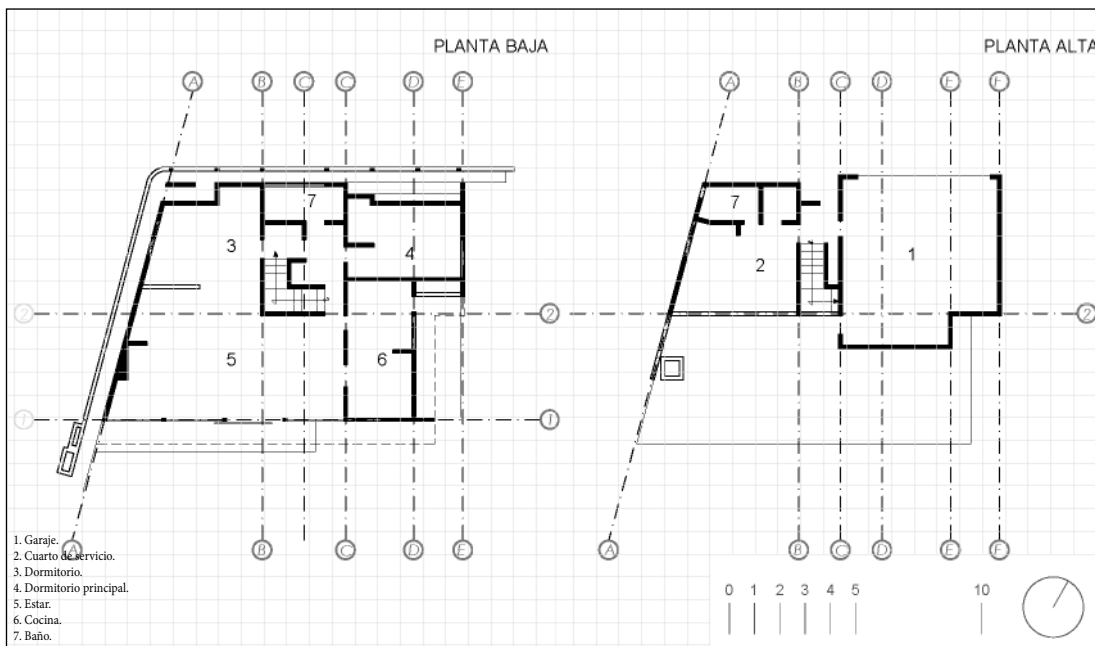 PLANTA BAJA
PLANTA ALTA
A B C C D E
A B C D E F
7
3
4
5
6
7
2
1
2 2 2
1 1
A B C D E
A B C D E F
1. Garaje.
2. Cuarto de servicio.
3. Dormitorio.
4. Dormitorio principal.
5. Estar.
6. Cocina.
7. Baño.
0 1 2 3 4 5 10